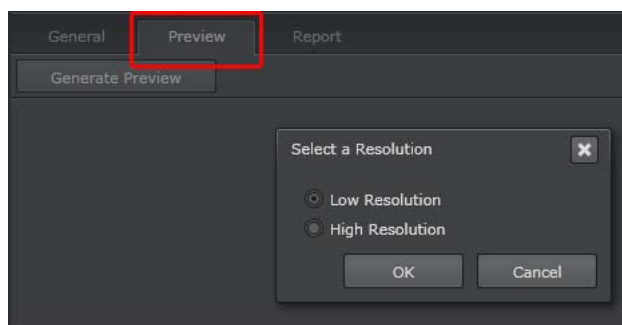 General Preview Report
Generate Preview
Select a Resolution
Low Resolution
High Resolution
OK Cancel